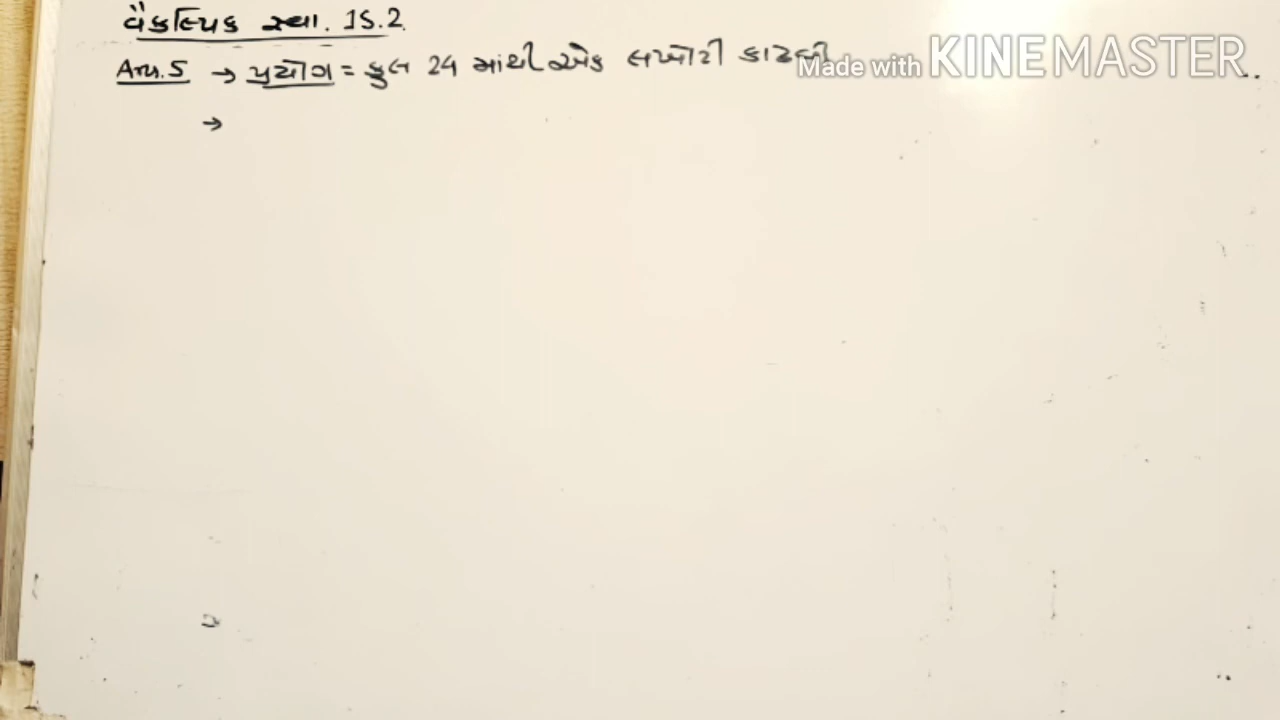 વૈકલ્પિક સ્વા. 15.2
Ans.5 → પ્રયોગ = કુલ 24 માંથી એક લખોટી કાઢવી
Made with KINEMASTER
→